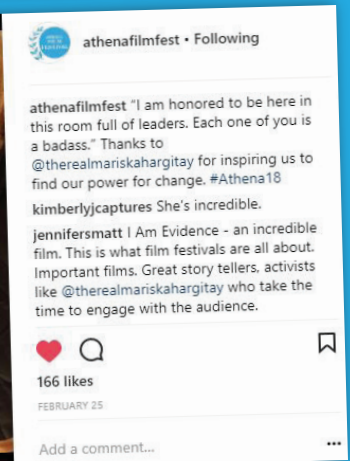 athenafilmfest • Following
athenafilmfest “I am honored to be here in
this room full of leaders. Each one of you is
a badass.” Thanks to
@therealmariskahargitay for inspiring us to
find our power for change. #Athena18
kimberlyjcaptures She's incredible.
jennifersmatt I Am Evidence - an incredible
film. This is what film festivals are all about.
Important films. Great story tellers, activists
like @therealmariskahargitay who take the
time to engage with the audience.
166 likes
FEBRUARY 25
Add a comment...